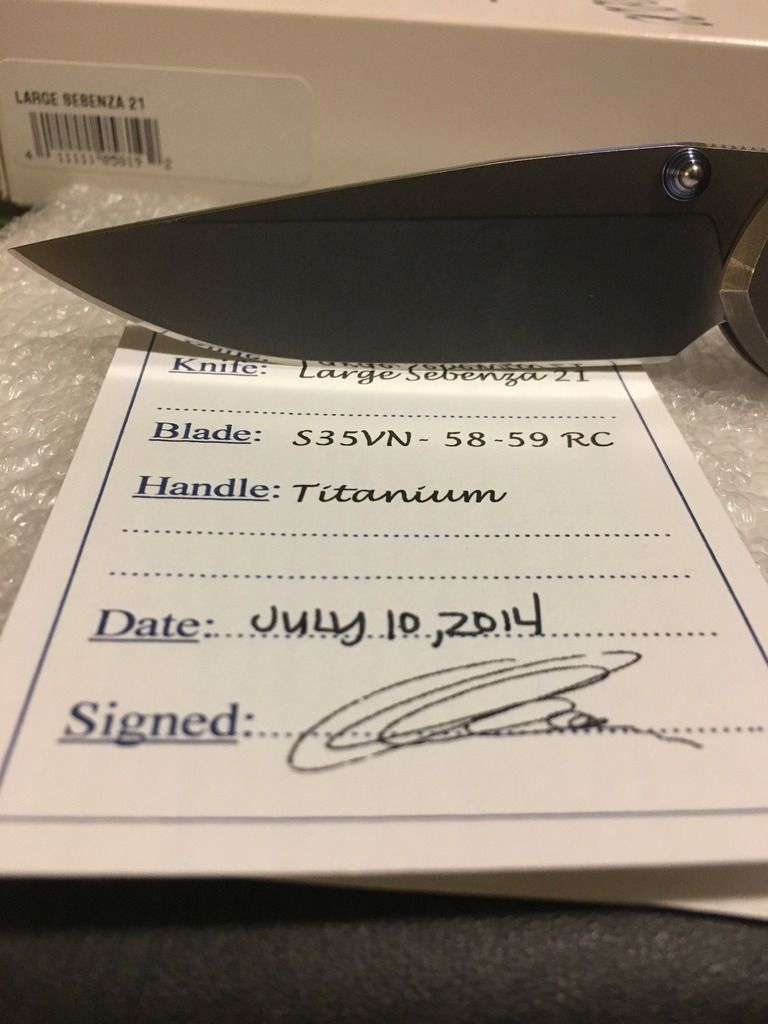 LARGE SEBENZA 21
Knife: Large Sebenza 21
Blade: S35VN - 58-59 RC
Handle: Titanium
Date: JULY 10, 2014
Signed: